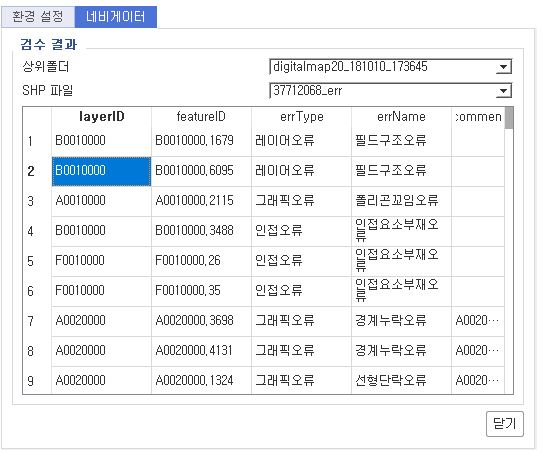 환경 설정 네비게이터
검수 결과
상위폴더 digitalmap20_181010_173645
SHP 파일 37712068_err
layerID featureID errType errName commen
1 B0010000 B0010000,1679 레이어오류 필드구조오류
2 B0010000 B0010000,6095 레이어오류 필드구조오류
3 A0010000 A0010000,2115 그래픽오류 폴리곤꼬임오류
4 B0010000 B0010000,3488 인접오류 인접요소부재오
류
5 F0010000 F0010000,26 인접오류 인접요소부재오
류
6 F0010000 F0010000,35 인접오류 인접요소부재오
류
7 A0020000 A0020000,3698 그래픽오류 경계누락오류 A0020…
8 A0020000 A0020000,4131 그래픽오류 경계누락오류 A0020…
9 A0020000 A0020000,1324 그래픽오류 선형단락오류 A0020…
닫기